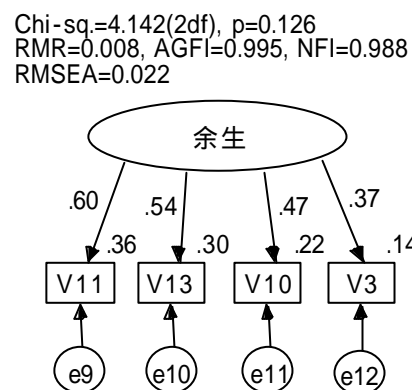 Chi-sq.=4.142(2df), p=0.126
RMR=0.008, AGFI=0.995, NFI=0.988
RMSEA=0.022
余生
.60 .54 .47 .37
.36 .30 .22 .14
V11 V13 V10 V3
e9 e10 e11 e12